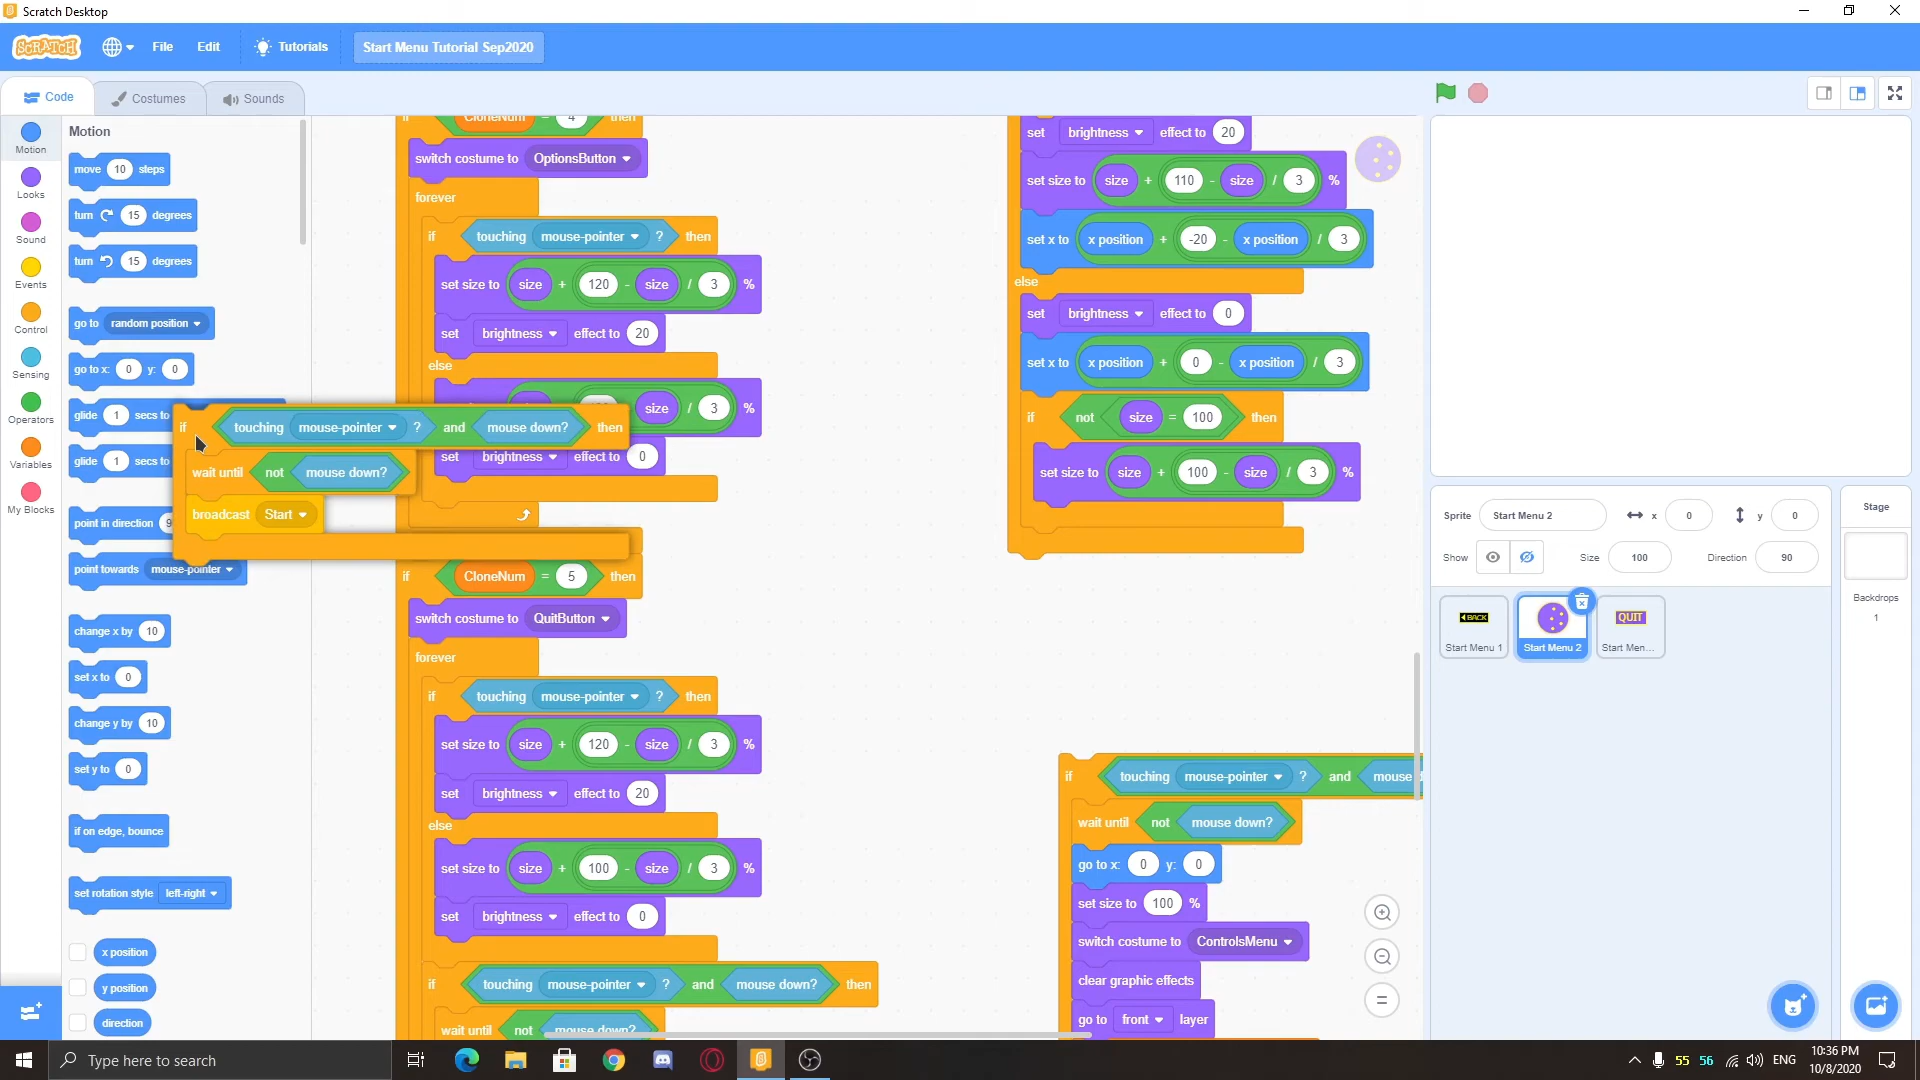 Scratch Desktop
SCRATCH File Edit Tutorials Start Menu Tutorial Sep2020
Code Costumes Sounds
Motion
Looks
Sound
Events
Control
Sensing
Operators
Variables
My Blocks
Motion
move 10 steps
turn 15 degrees
turn 15 degrees
go to random position
go to x: 0 y: 0
glide 1 secs to
glide 1 secs to
point in direction 9
point towards mouse-pointer
change x by 10
set x to 0
change y by 10
set y to 0
if on edge, bounce
set rotation style left-right
x position
y position
direction
if touching mouse-pointer ? and mouse down? then
wait until not mouse down?
broadcast Start
if CloneNum = 4 then
switch costume to OptionsButton
forever
if touching mouse-pointer ? then
set size to size + 120 - size / 3 %
set brightness effect to 20
else
size / 3 %
set brightness effect to 0
if CloneNum = 5 then
switch costume to QuitButton
forever
if touching mouse-pointer ? then
set size to size + 120 - size / 3 %
set brightness effect to 20
else
set size to size + 100 - size / 3 %
set brightness effect to 0
if touching mouse-pointer ? and mouse down? then
wait until not mouse down?
set brightness effect to 20
set size to size + 110 - size / 3 %
set x to x position + -20 - x position / 3
else
set brightness effect to 0
set x to x position + 0 - x position / 3
if not size = 100 then
set size to size + 100 - size / 3 %
if touching mouse-pointer ? and mouse
wait until not mouse down?
go to x: 0 y: 0
set size to 100 %
switch costume to ControlsMenu
clear graphic effects
go to front layer
Sprite Start Menu 2 x 0 y 0
Show Size 100 Direction 90
BACK
Start Menu 1
Start Menu 2
QUIT
Start Men...
Stage
Backdrops
1
Type here to search
55 56 ENG
10:36 PM
10/8/2020